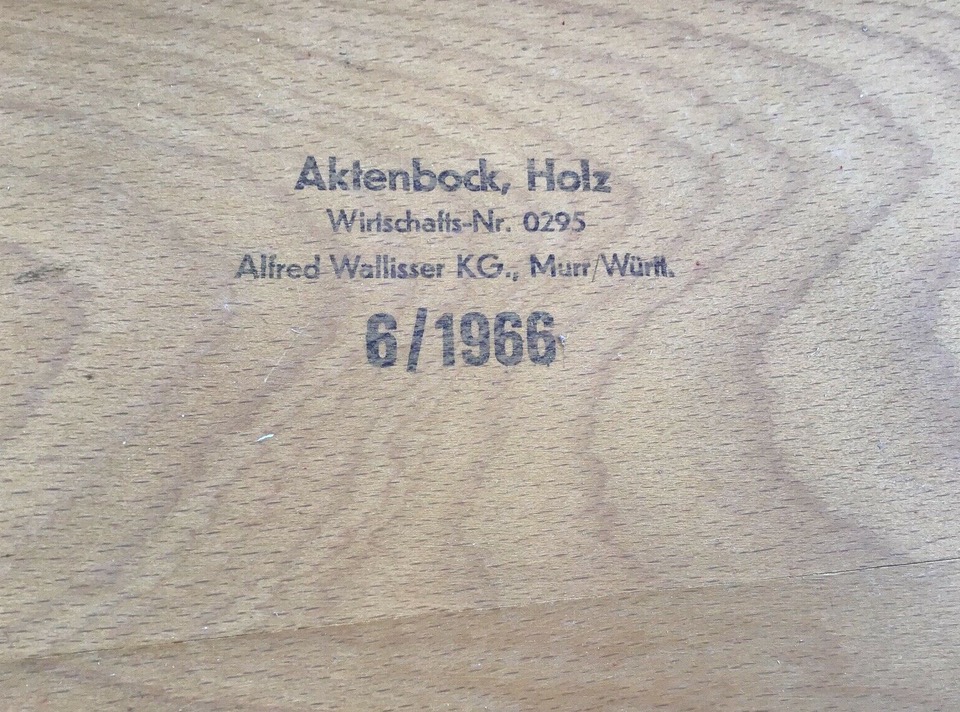 Aktenbock, Holz
Wirtschafts-Nr. 0295
Alfred Wallisser KG., Murr/Württ.
6/1966